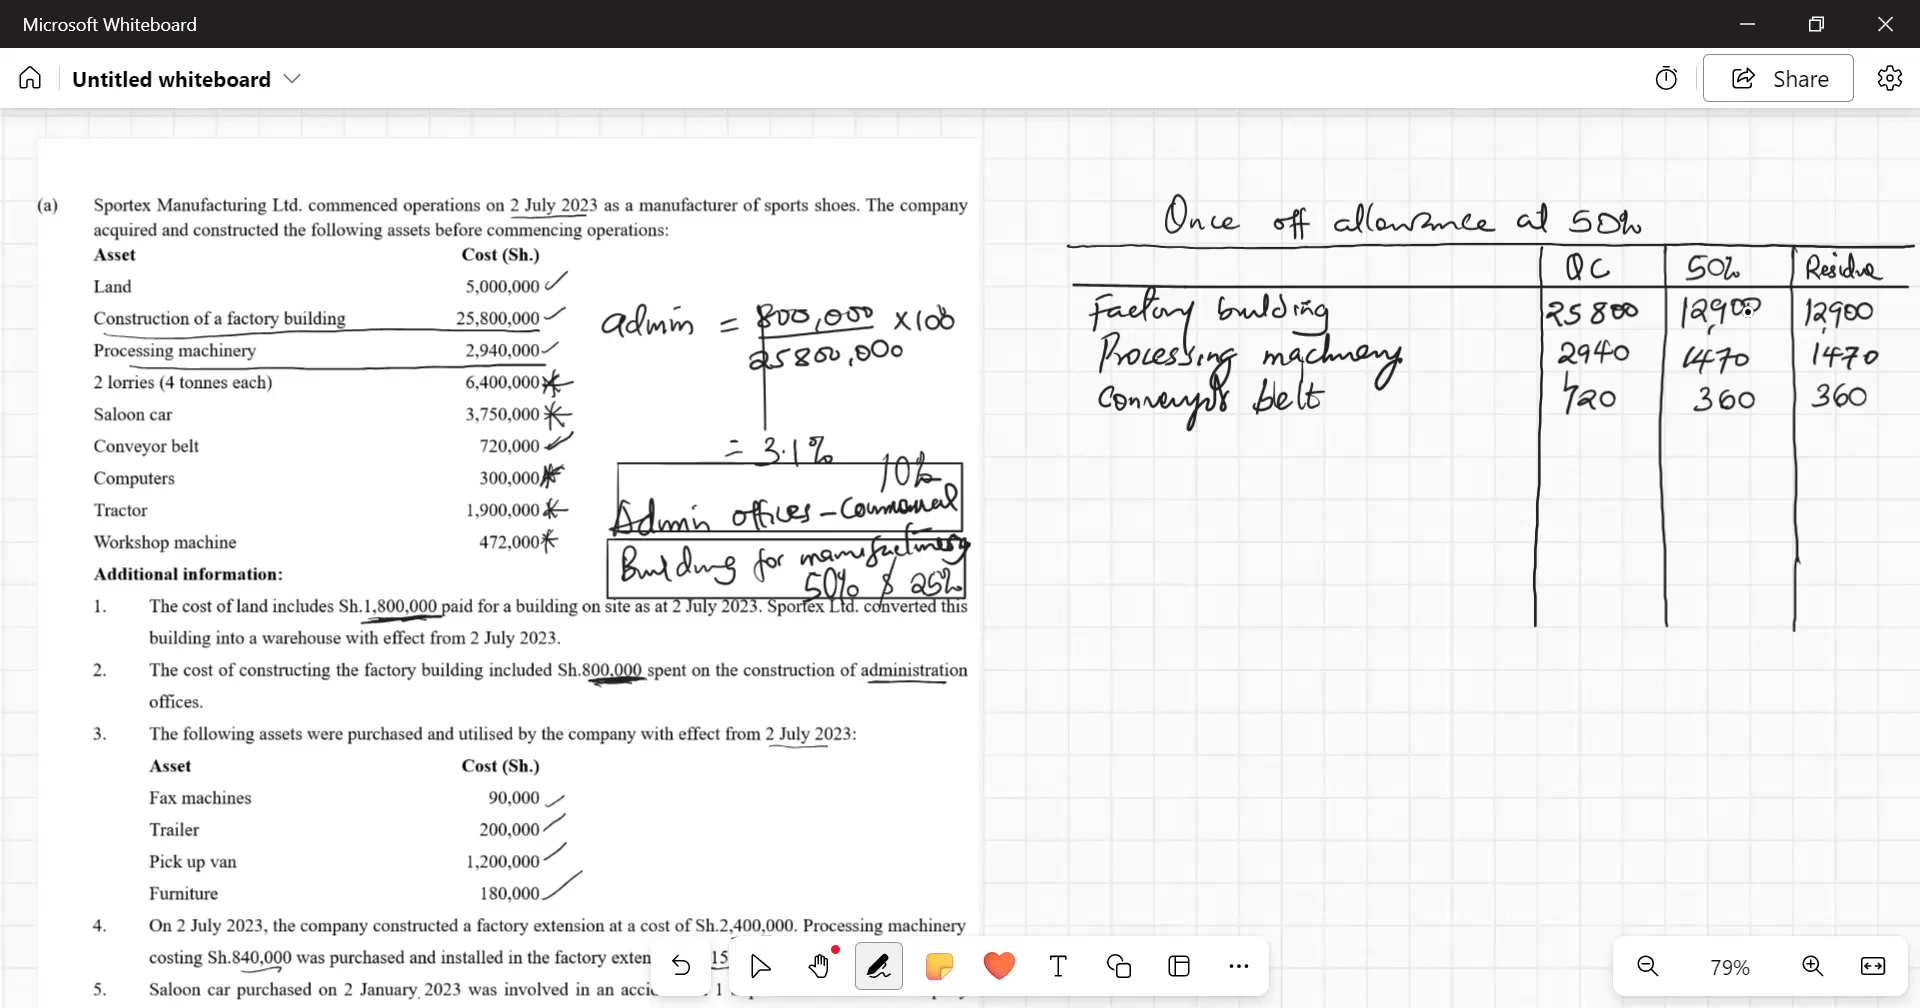 Microsoft Whiteboard
Untitled whiteboard
Share
(a) Sportex Manufacturing Ltd. commenced operations on 2 July 2023 as a manufacturer of sports shoes. The company
acquired and constructed the following assets before commencing operations:
Asset Cost (Sh.)
Land 5,000,000
Construction of a factory building 25,800,000
Processing machinery 2,940,000
2 lorries (4 tonnes each) 6,400,000
Saloon car 3,750,000
Conveyor belt 720,000
Computers 300,000
Tractor 1,900,000
Workshop machine 472,000
Additional information:
1. The cost of land includes Sh.1,800,000 paid for a building on site as at 2 July 2023. Sportex Ltd. converted this
building into a warehouse with effect from 2 July 2023.
2. The cost of constructing the factory building included Sh.800,000 spent on the construction of administration
offices.
3. The following assets were purchased and utilised by the company with effect from 2 July 2023:
Asset Cost (Sh.)
Fax machines 90,000
Trailer 200,000
Pick up van 1,200,000
Furniture 180,000
4. On 2 July 2023, the company constructed a factory extension at a cost of Sh.2,400,000. Processing machinery
costing Sh.840,000 was purchased and installed in the factory exten 15
5. Saloon car purchased on 2 January 2023 was involved in an acci 1
admin = 800,000 x100
25800,000
= 3.1%
10%
Admin offices - Commercial
Building for manufacturing
50% & 25%
Once off allowance at 50%
QC 50% Residue
Factory building 25800 12,900 12,900
Processing machinery 2940 1470 1470
Conveyor belt 720 360 360
79%